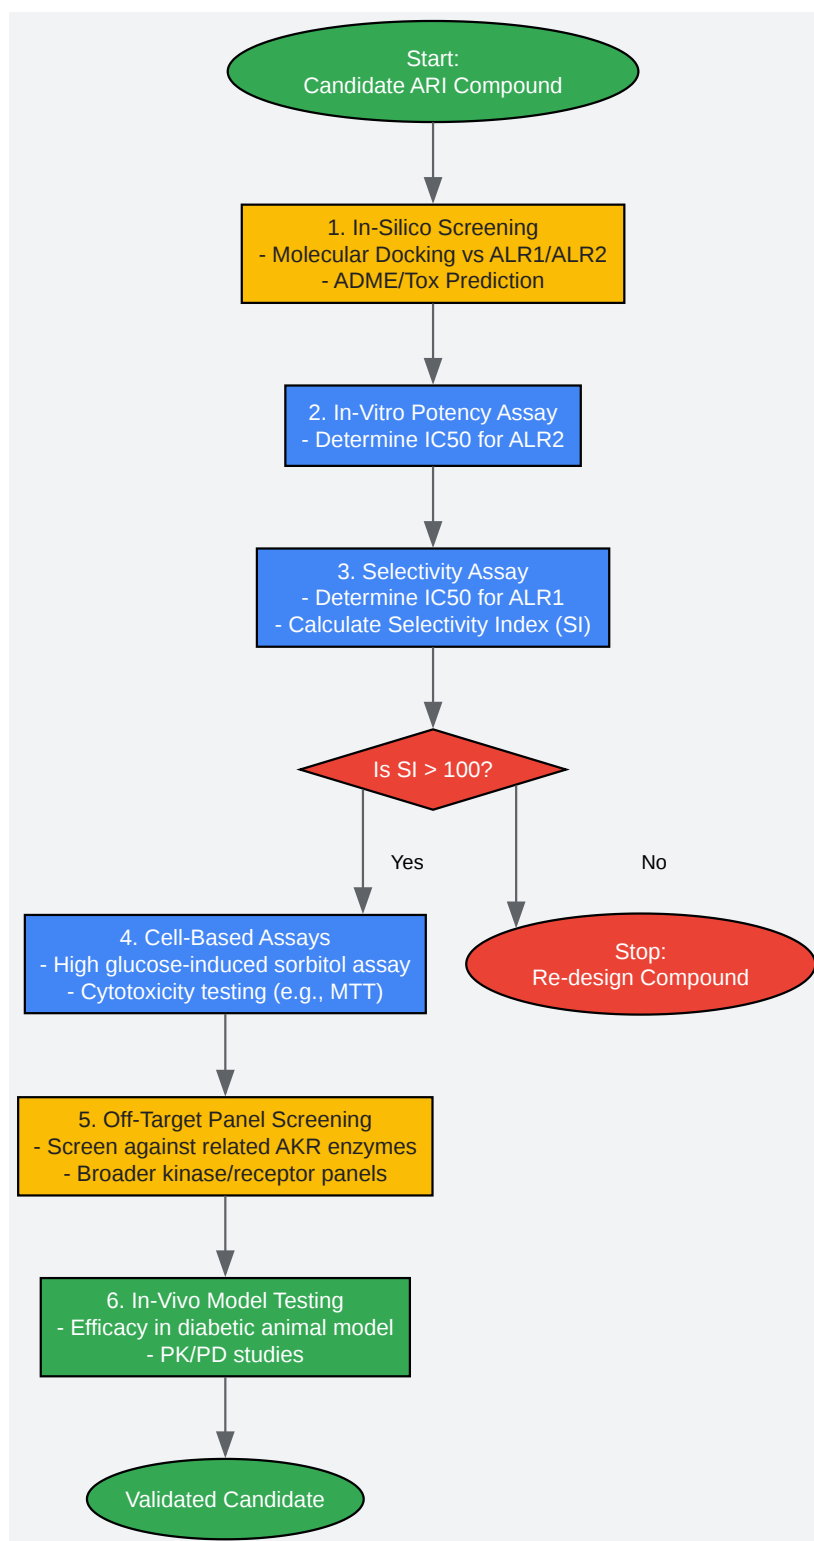 Start:
Candidate ARI Compound
1. In-Silico Screening
- Molecular Docking vs ALR1/ALR2
- ADME/Tox Prediction
2. In-Vitro Potency Assay
- Determine IC50 for ALR2
3. Selectivity Assay
- Determine IC50 for ALR1
- Calculate Selectivity Index (SI)
Is SI > 100?
Yes
No
4. Cell-Based Assays
- High glucose-induced sorbitol assay
- Cytotoxicity testing (e.g., MTT)
Stop:
Re-design Compound
5. Off-Target Panel Screening
- Screen against related AKR enzymes
- Broader kinase/receptor panels
6. In-Vivo Model Testing
- Efficacy in diabetic animal model
- PK/PD studies
Validated Candidate